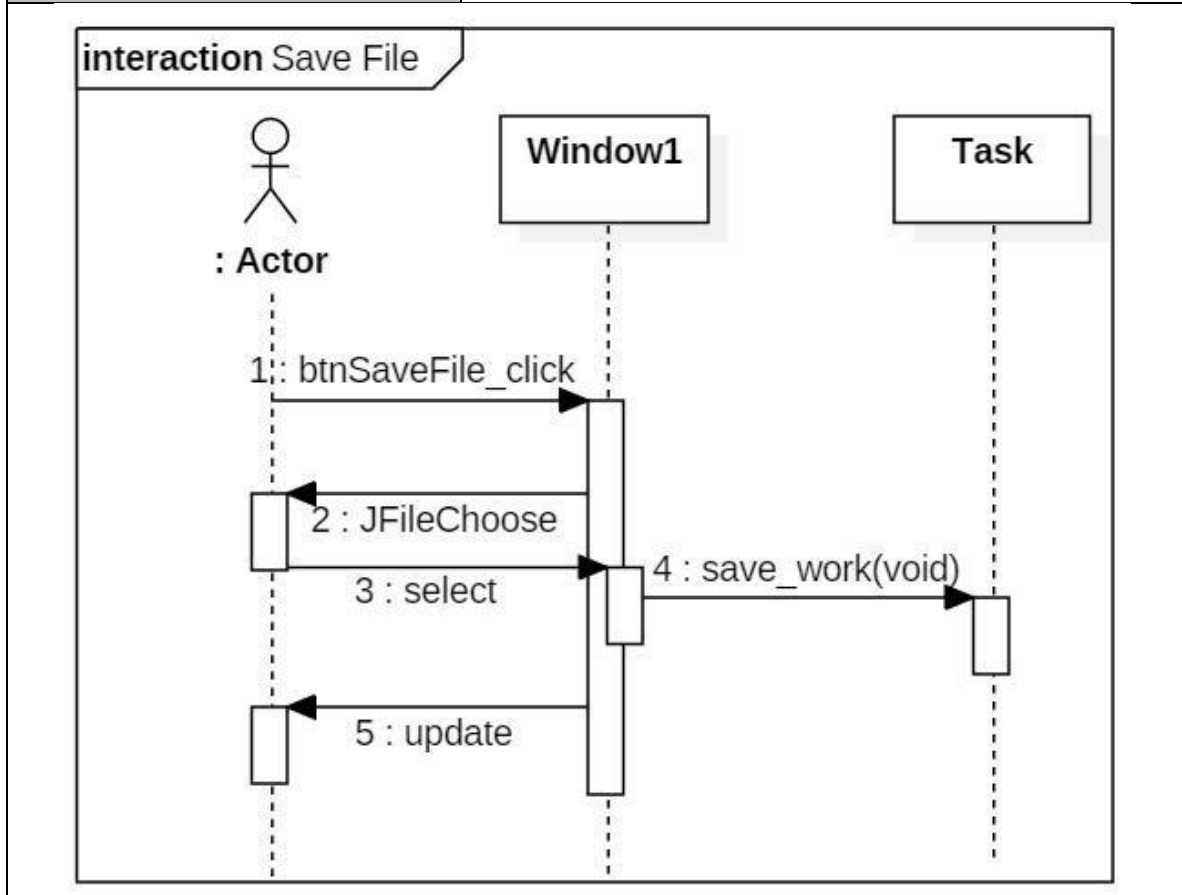 interaction Save File
Window1
Task
: Actor
1 : btnSaveFile_click
2 : JFileChoose
3 : select
4 : save_work(void)
5 : update